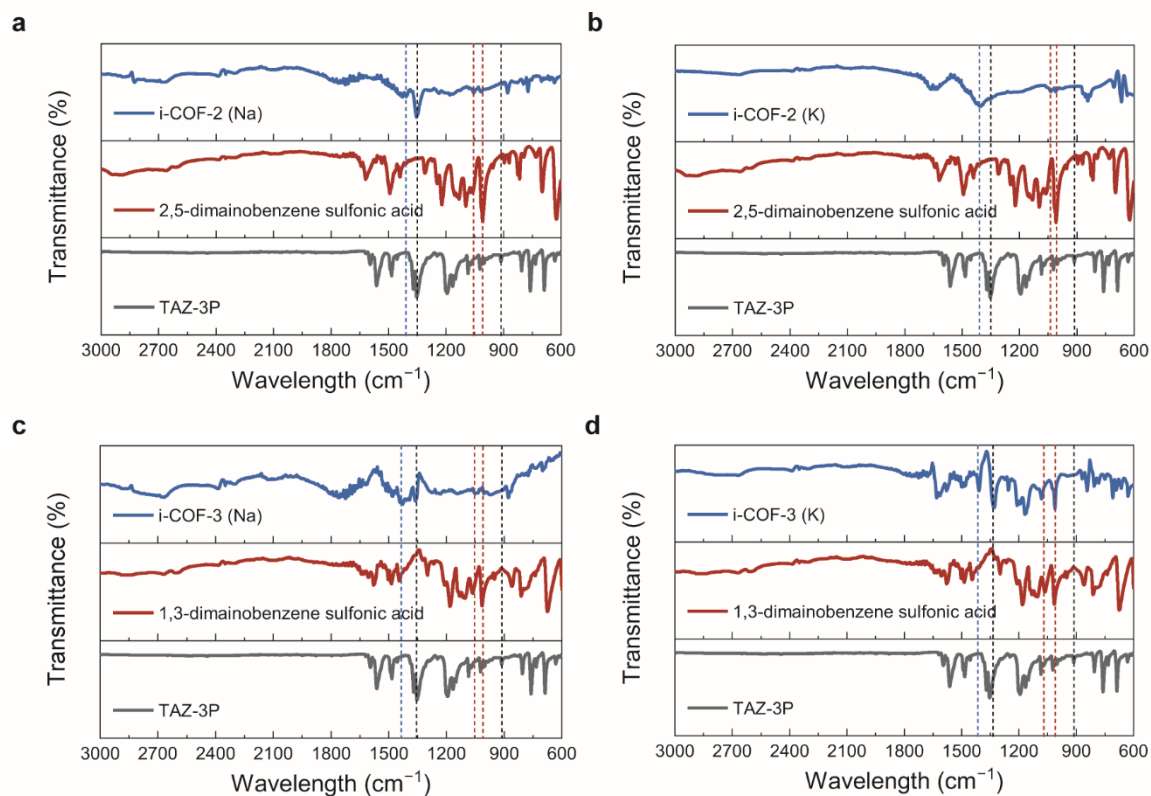 a
Transmittance (%)
i-COF-2 (Na)
2,5-dimainobenzene sulfonic acid
TAZ-3P
3000 2700 2400 2100 1800 1500 1200 900 600
Wavelength (cm−1)
b
Transmittance (%)
i-COF-2 (K)
2,5-dimainobenzene sulfonic acid
TAZ-3P
3000 2700 2400 2100 1800 1500 1200 900 600
Wavelength (cm−1)
c
Transmittance (%)
i-COF-3 (Na)
1,3-dimainobenzene sulfonic acid
TAZ-3P
3000 2700 2400 2100 1800 1500 1200 900 600
Wavelength (cm−1)
d
Transmittance (%)
i-COF-3 (K)
1,3-dimainobenzene sulfonic acid
TAZ-3P
3000 2700 2400 2100 1800 1500 1200 900 600
Wavelength (cm−1)